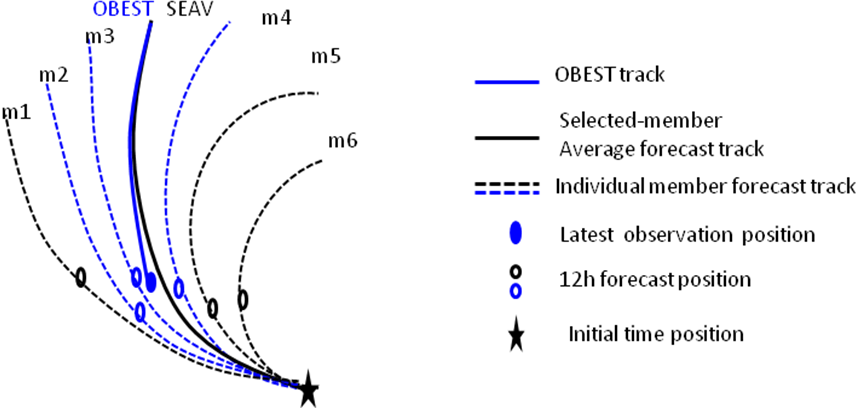 OBEST SEAV
m4
m3
m5
m2
m1
m6
OBEST track
Selected-member
Average forecast track
Individual member forecast track
Latest observation position
12h forecast position
Initial time position